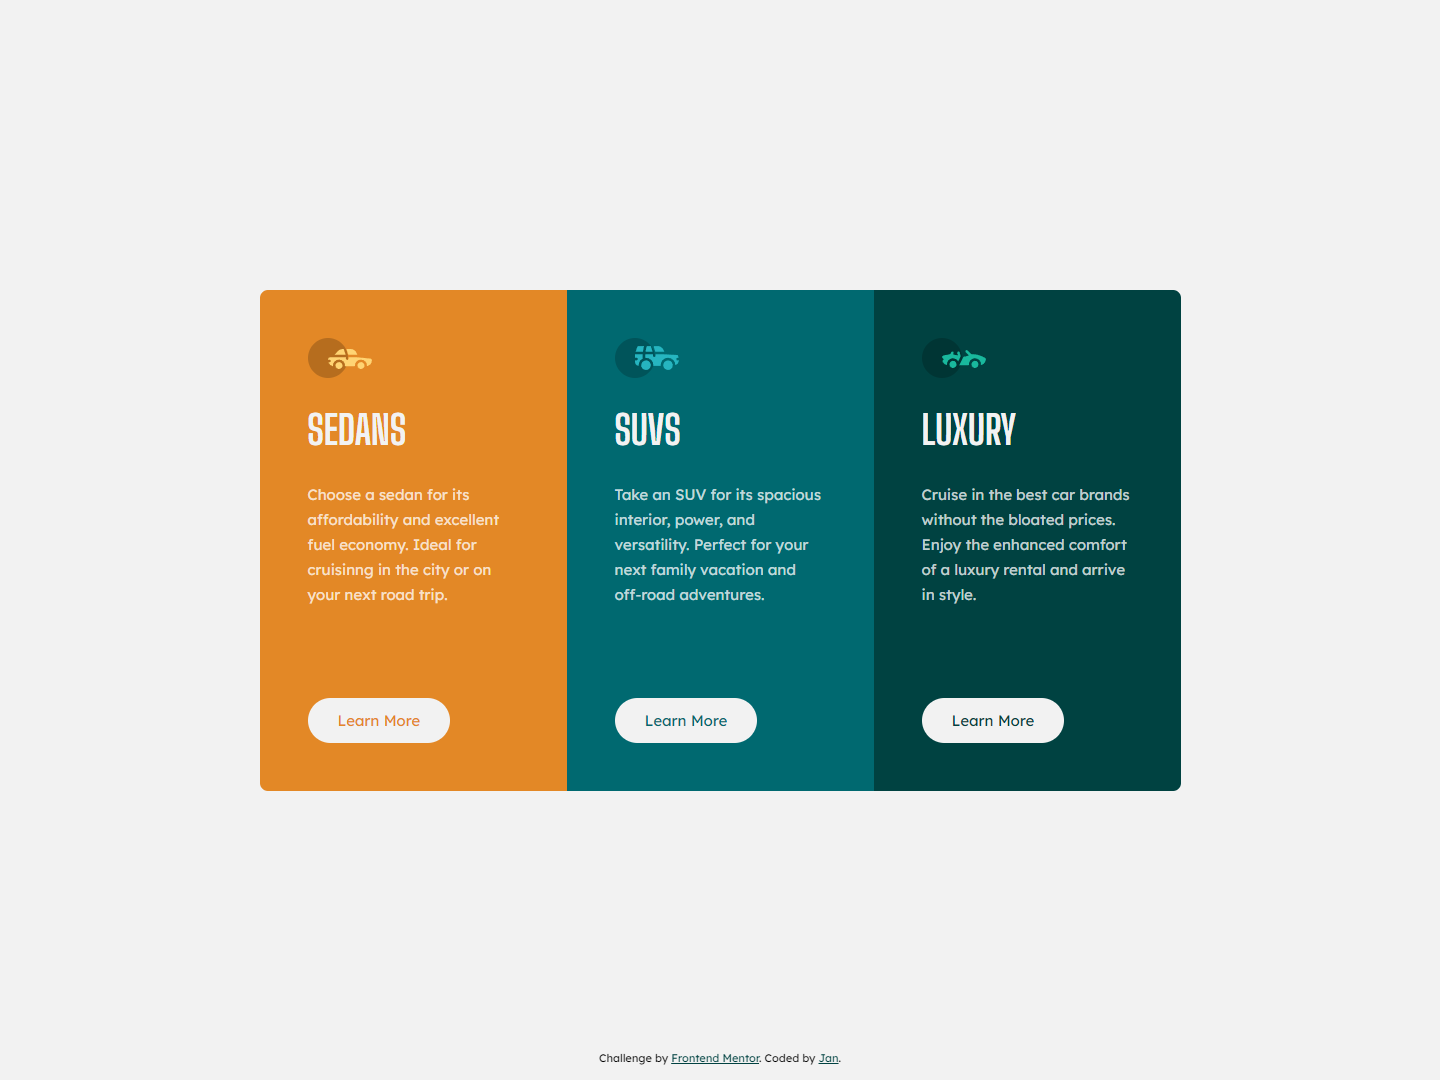 SEDANS
Choose a sedan for its
affordability and excellent
fuel economy. Ideal for
cruisinng in the city or on
your next road trip.
Learn More
SUVS
Take an SUV for its spacious
interior, power, and
versatility. Perfect for your
next family vacation and
off-road adventures.
Learn More
LUXURY
Cruise in the best car brands
without the bloated prices.
Enjoy the enhanced comfort
of a luxury rental and arrive
in style.
Learn More
Challenge by Frontend Mentor. Coded by Jan.